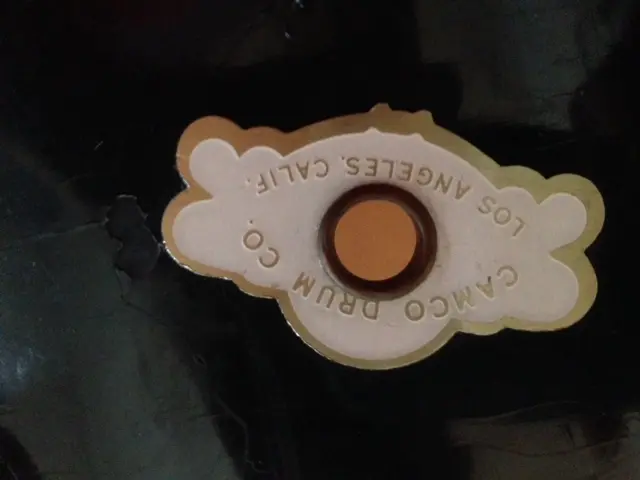 CAMCO DRUM CO.
LOS ANGELES, CALIF.